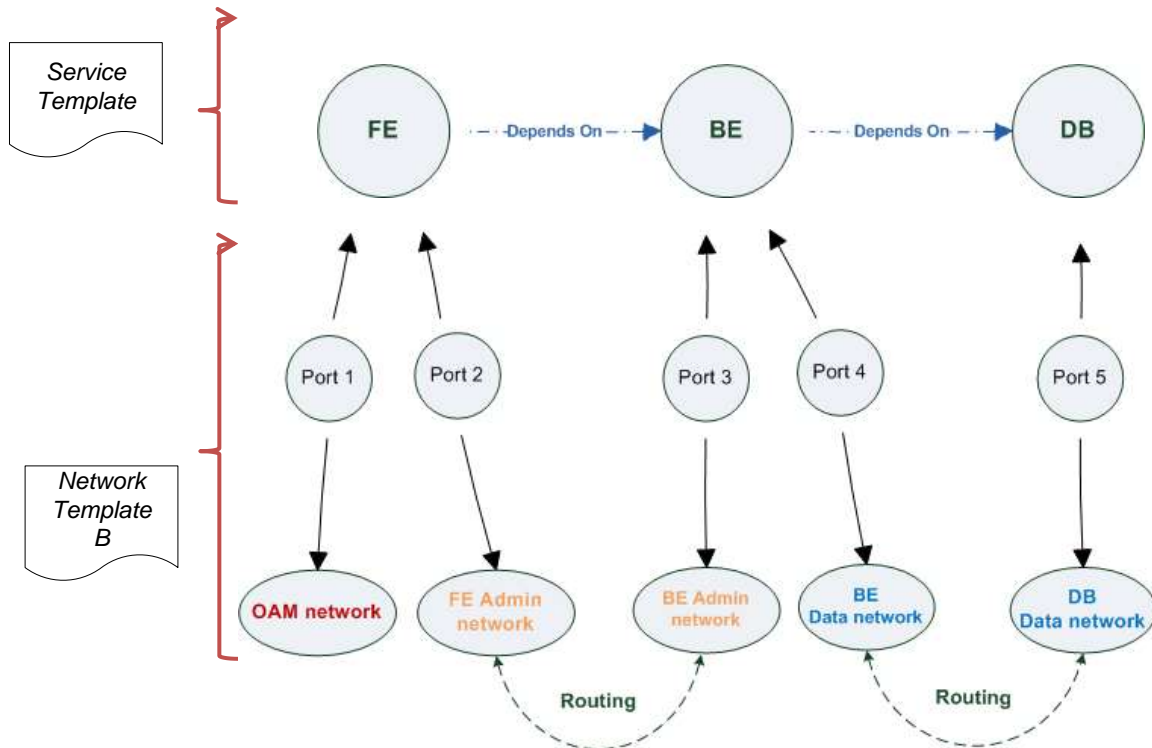 Service
Template
FE
Depends On
BE
Depends On
DB
Port 1
Port 2
Port 3
Port 4
Port 5
Network
Template
B
OAM network
FE Admin
network
BE Admin
network
BE
Data network
DB
Data network
Routing
Routing